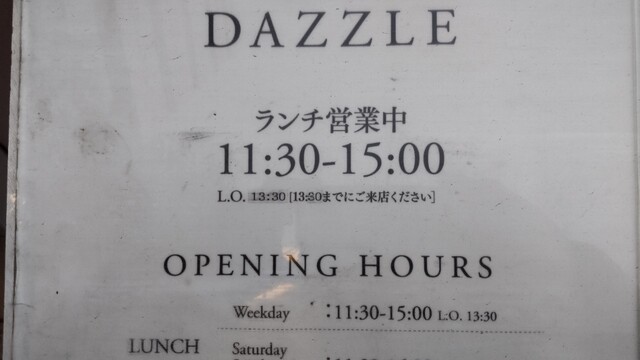 DAZZLE
ランチ営業中
11:30-15:00
L.O. 13:30 [13:30までにご来店ください]
OPENING HOURS
Weekday :11:30-15:00 L:O. 13:30
LUNCH Saturday